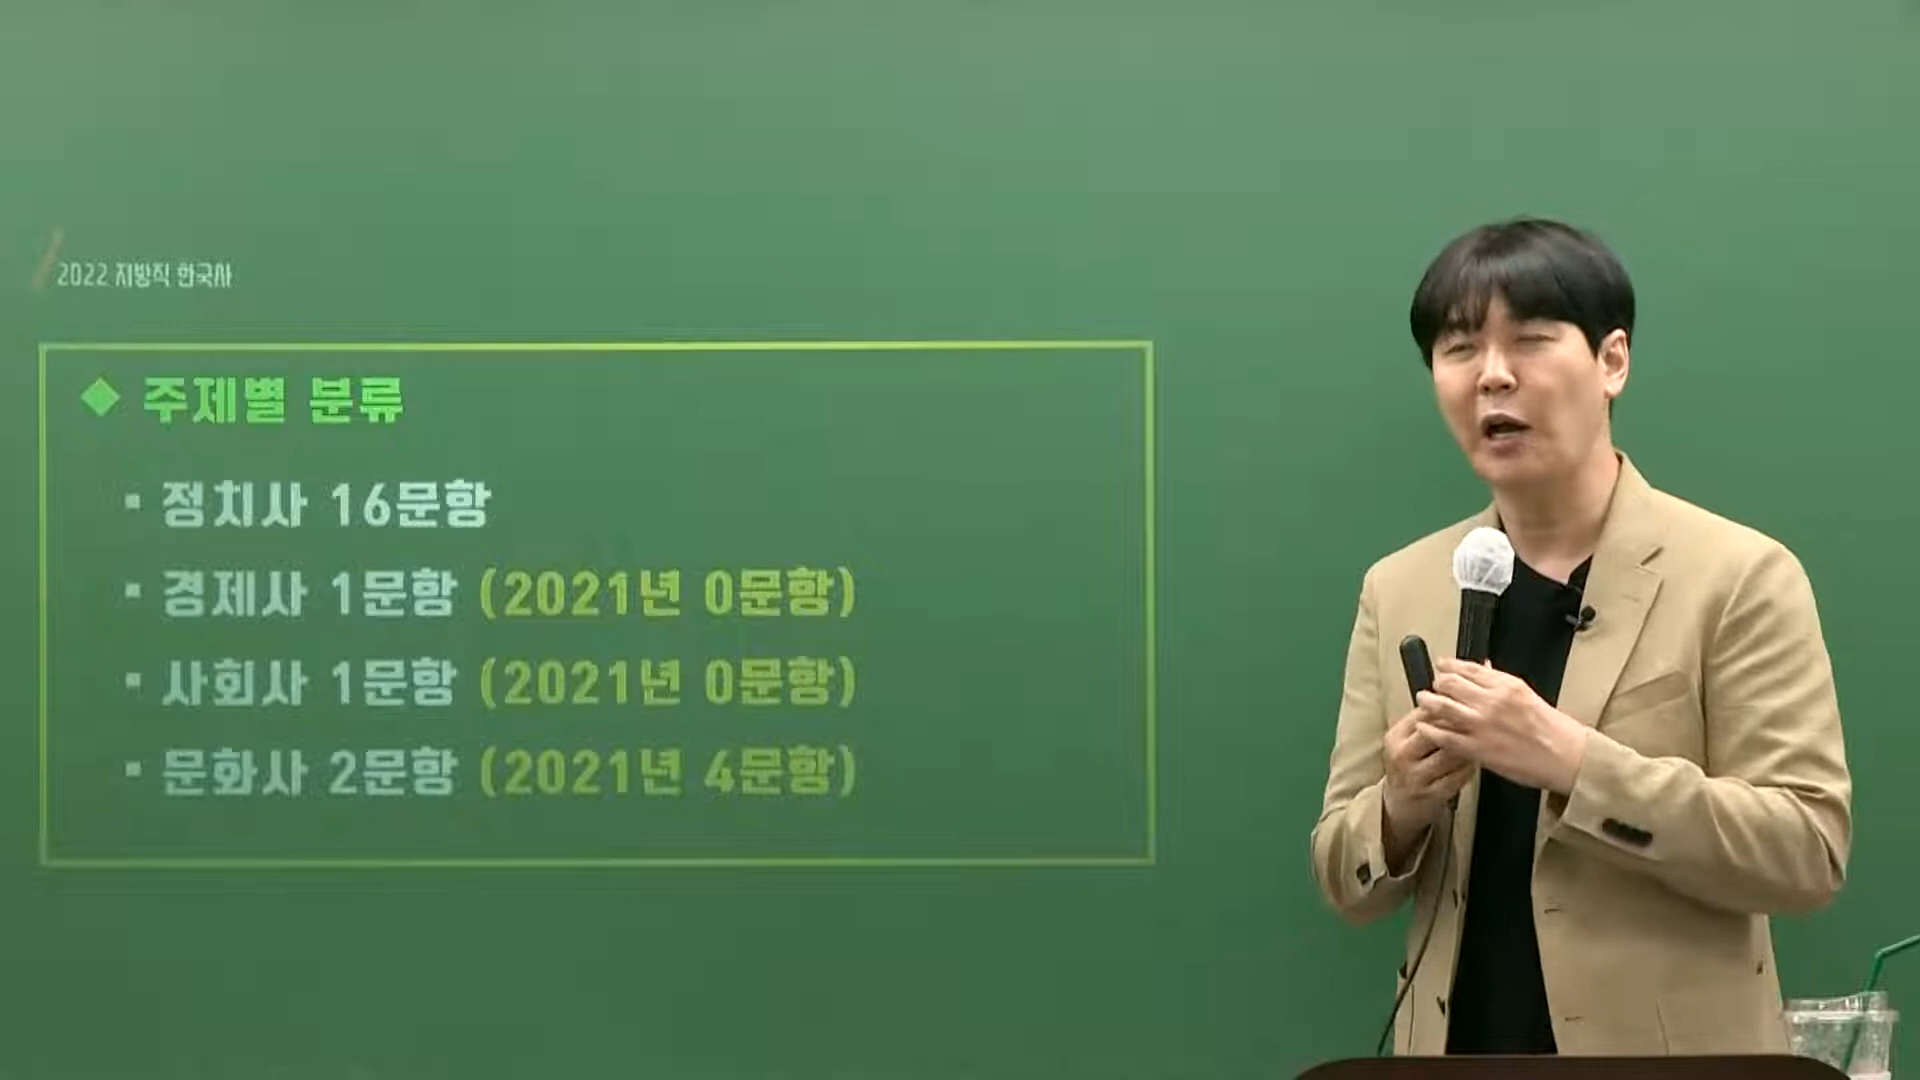 2022 지방직 한국사
◆ 주제별 분류
▪ 정치사 16문항
▪ 경제사 1문항 (2021년 0문항)
▪ 사회사 1문항 (2021년 0문항)
▪ 문화사 2문항 (2021년 4문항)